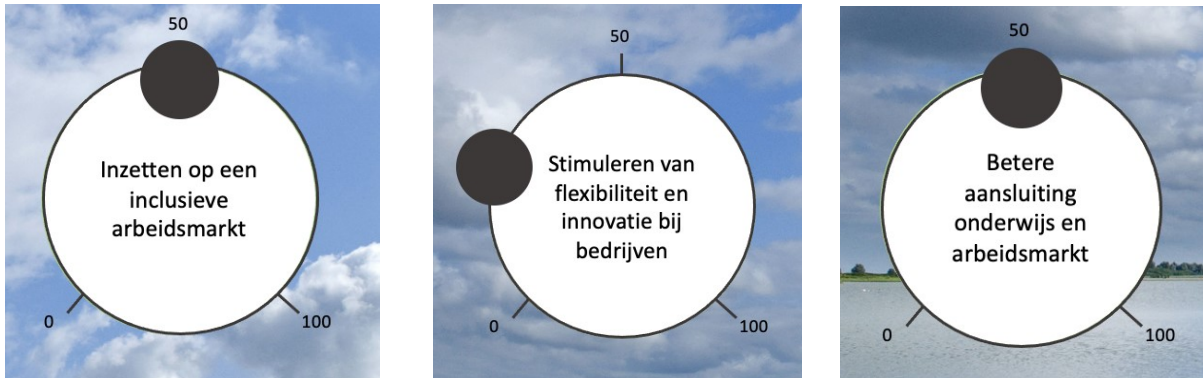 50
Inzetten op een
inclusieve
arbeidsmarkt
0
100
50
Stimuleren van
flexibiliteit en
innovatie bij
bedrijven
0
100
50
Betere
aansluiting
onderwijs en
arbeidsmarkt
0
100